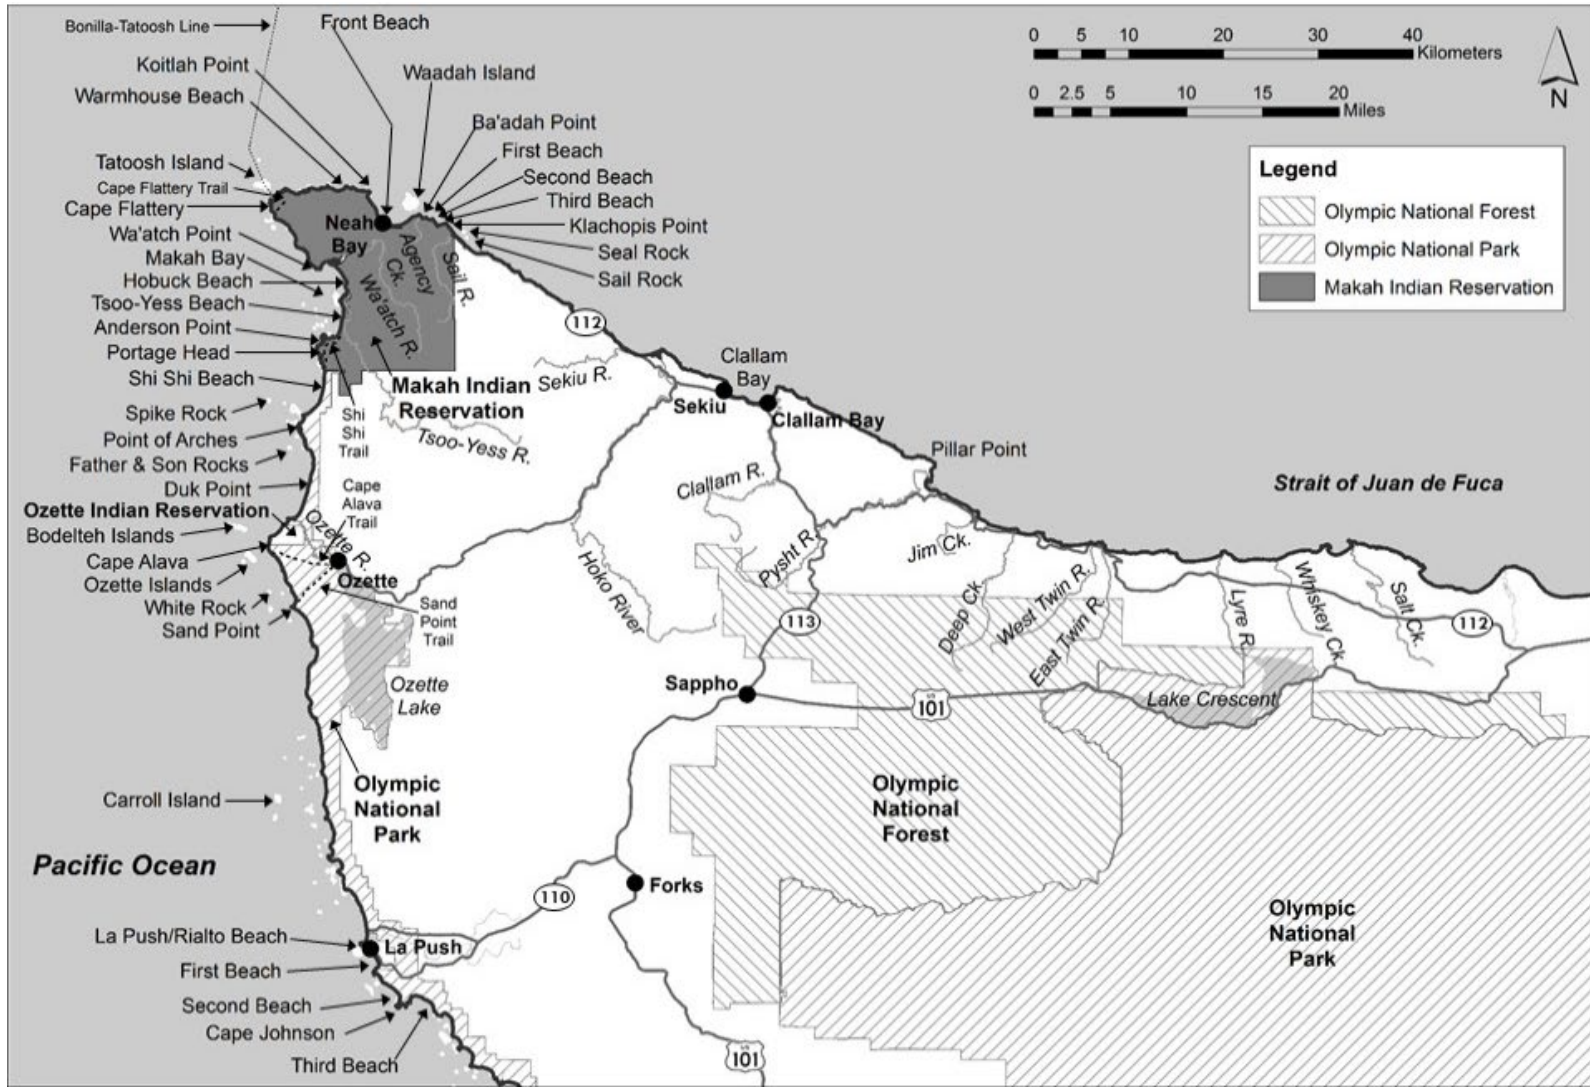 Bonilla-Tatoosh Line
Front Beach
Koitlah Point
Waadah Island
Warmhouse Beach
Ba'adah Point
First Beach
Second Beach
Third Beach
Klachopis Point
Seal Rock
Sail Rock
Tatoosh Island
Cape Flattery Trail
Cape Flattery
Wa'atch Point
Makah Bay
Hobuck Beach
Tsoo-Yess Beach
Anderson Point
Portage Head
Shi Shi Beach
Spike Rock
Point of Arches
Father & Son Rocks
Duk Point
Ozette Indian Reservation
Bodelteh Islands
Cape Alava
Ozette Islands
White Rock
Sand Point
Carroll Island
Pacific Ocean
La Push/Rialto Beach
First Beach
Second Beach
Cape Johnson
Third Beach
Neah
Bay
Agency
Ck.
Sail R.
Wa'atch R.
Makah Indian
Reservation
Shi
Shi
Trail
Tsoo-Yess R.
Cape
Alava
Trail
Ozette R.
Ozette
Sand
Point
Trail
Ozette
Lake
Olympic
National
Park
La Push
110
Forks
101
112
Sekiu R.
Clallam
Bay
Sekiu
Clallam Bay
Pillar Point
Clallam R.
Hoko River
Pysht R.
Jim Ck.
Deep Ck.
West Twin R.
East Twin R.
113
Sappho
101
Lyre R.
Whiskey Ck.
Salt Ck.
112
Lake Crescent
Olympic
National
Forest
Olympic
National
Park
Strait of Juan de Fuca
0 5 10 20 30 40
Kilometers
0 2.5 5 10 15 20
Miles
N
Legend
Olympic National Forest
Olympic National Park
Makah Indian Reservation